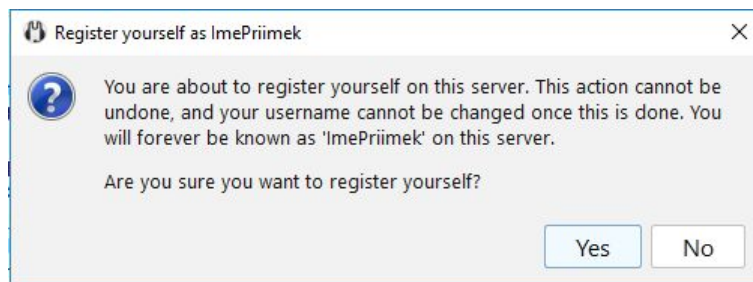 Register yourself as ImePriimek
You are about to register yourself on this server. This action cannot be
undone, and your username cannot be changed once this is done. You
will forever be known as 'ImePriimek' on this server.
Are you sure you want to register yourself?
Yes No